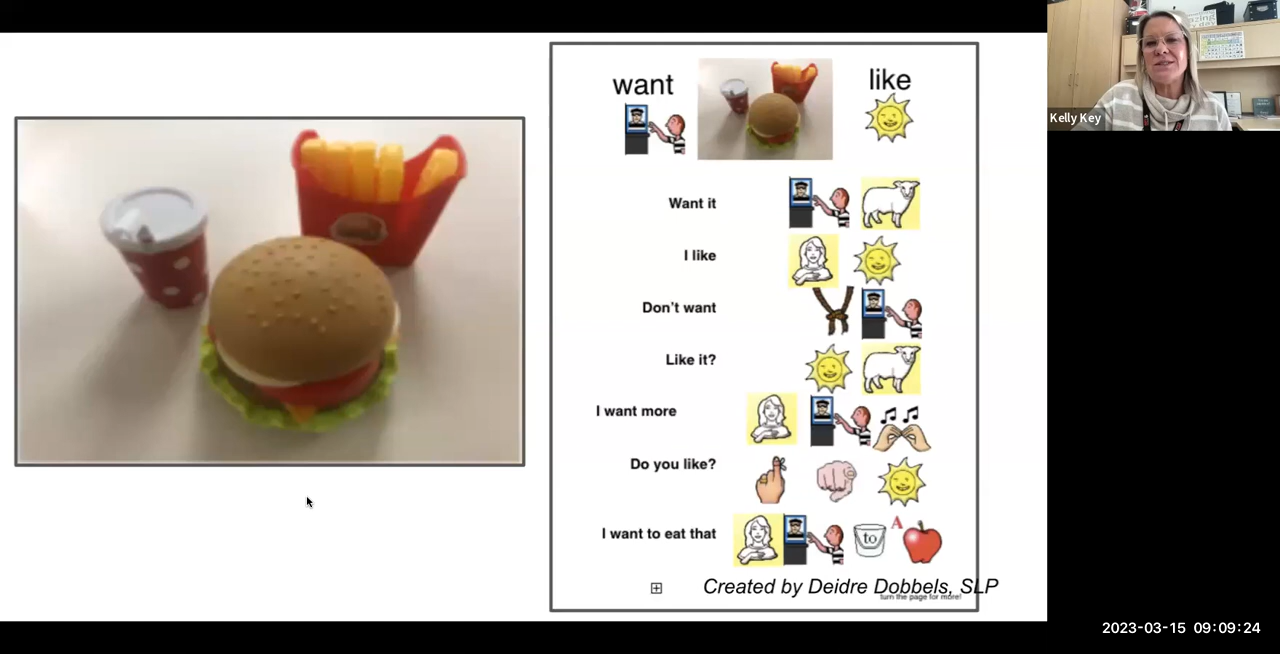 want
like
Want it
I like
Don't want
Like it?
I want more
Do you like?
I want to eat that
to
A
Created by Deidre Dobbels, SLP
turn the page for more!
Kelly Key
2023-03-15 09:09:24